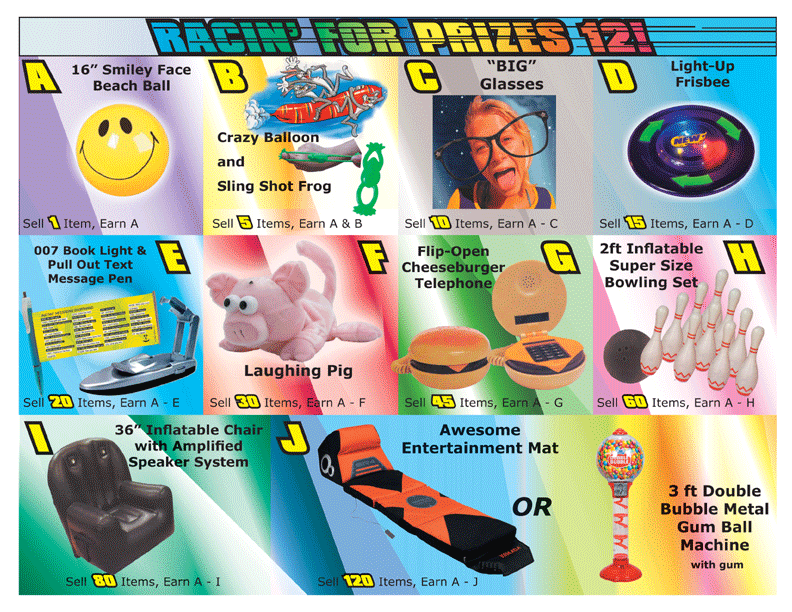 RACIN' FOR PRIZES 12!
A
16” Smiley Face
Beach Ball
Sell 1 Item, Earn A
B
Crazy Balloon
and
Sling Shot Frog
Sell 5 Items, Earn A & B
C
“BIG”
Glasses
Sell 10 Items, Earn A - C
D
Light-Up
Frisbee
NEWS
Sell 15 Items, Earn A - D
007 Book Light &
Pull Out Text
Message Pen
E
Sell 20 Items, Earn A - E
F
Laughing Pig
Sell 30 Items, Earn A - F
Flip-Open
Cheeseburger
Telephone
G
Sell 45 Items, Earn A - G
2ft Inflatable
Super Size
Bowling Set
H
Sell 60 Items, Earn A - H
I
36” Inflatable Chair
with Amplified
Speaker System
Sell 80 Items, Earn A - I
J
Awesome
Entertainment Mat
OR
DOUBLE
BUBBLE
3 ft Double
Bubble Metal
Gum Ball
Machine
with gum
Sell 120 Items, Earn A - J